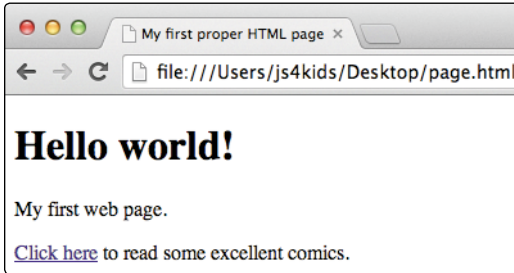 My first proper HTML page
file:///Users/js4kids/Desktop/page.html
Hello world!
My first web page.
Click here to read some excellent comics.